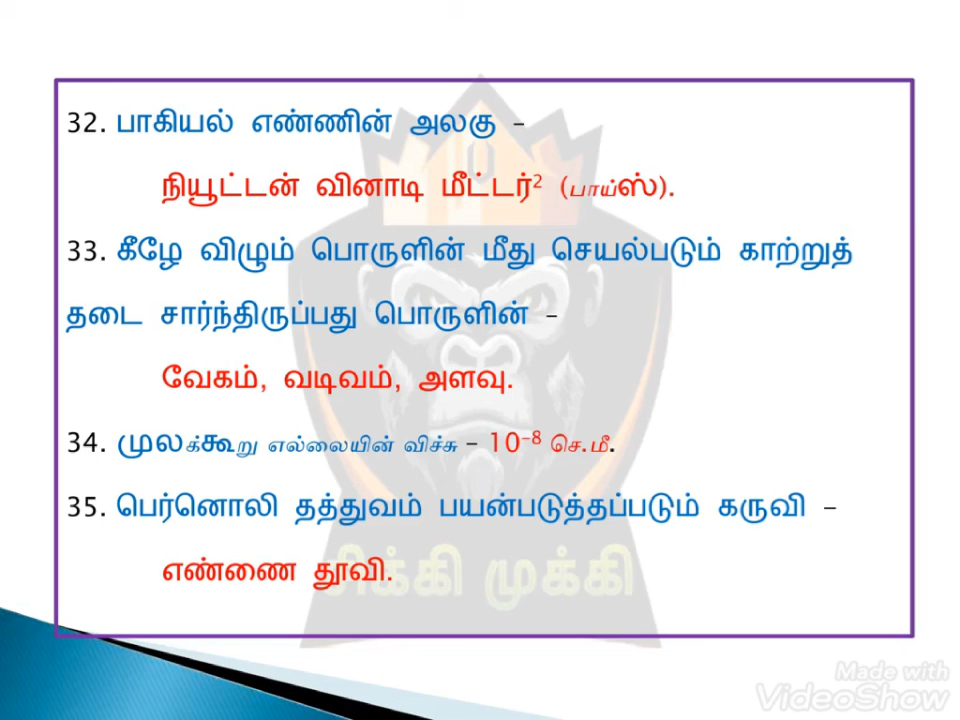 32. பாகியல் எண்ணின் அலகு –
நியூட்டன் வினாடி மீட்டர்² (பாய்ஸ்).
33. கீழே விழும் பொருளின் மீது செயல்படும் காற்றுத்
தடை சார்ந்திருப்பது பொருளின் –
வேகம், வடிவம், அளவு.
34. முலக்கூறு எல்லையின் விச்சு – 10⁻⁸ செ.மீ.
35. பெர்னொலி தத்துவம் பயன்படுத்தப்படும் கருவி –
எண்ணை தூவி.
சிக்கி முக்கி
Made with
VideoShow